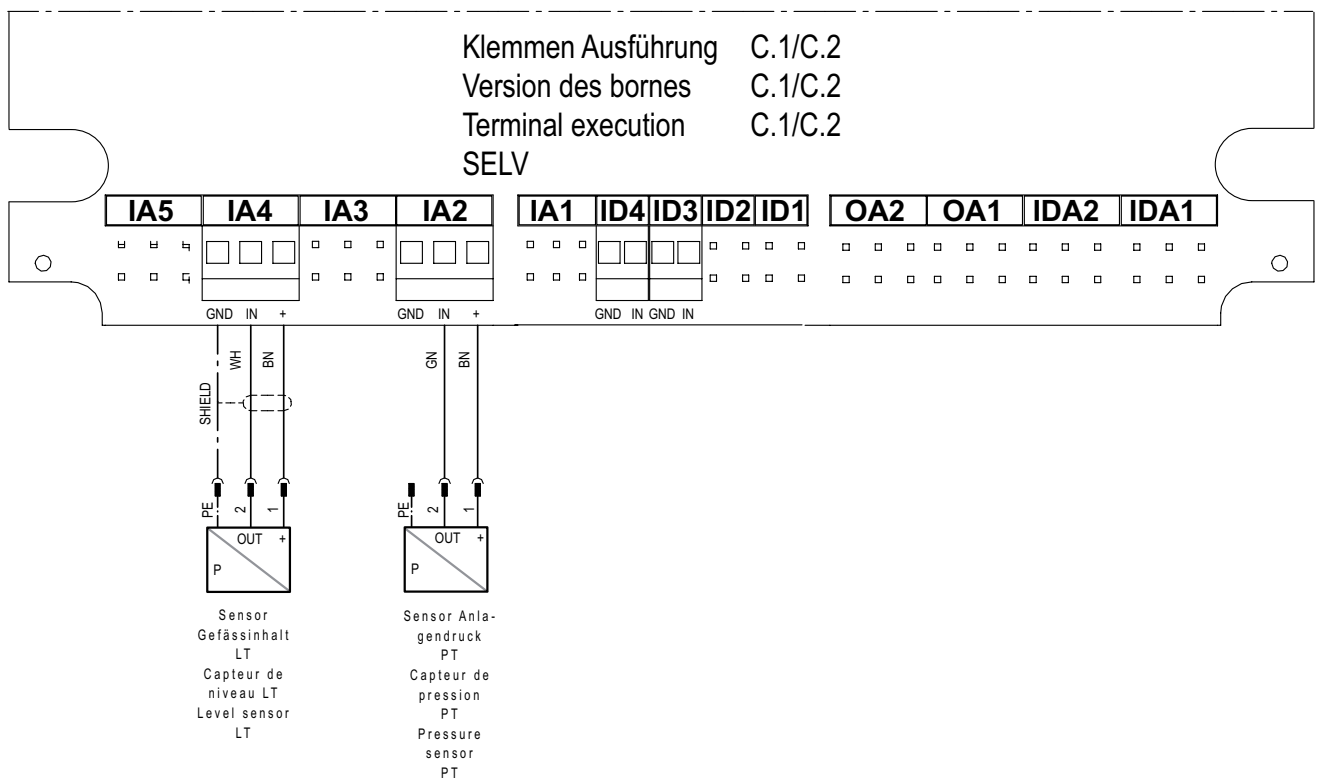 Klemmen Ausführung C.1/C.2
Version des bornes C.1/C.2
Terminal execution C.1/C.2
SELV
IA5 IA4 IA3 IA2 IA1 ID4 ID3 ID2 ID1 OA2 OA1 IDA2 IDA1
GND IN + GND IN + GND IN GND IN
SHIELD WH BN GN BN
PE 2 1 PE 2 1
OUT + OUT +
P P
Sensor
Gefässinhalt
LT
Capteur de
niveau LT
Level sensor
LT
Sensor Anla-
gendruck
PT
Capteur de
pression
PT
Pressure
sensor
PT